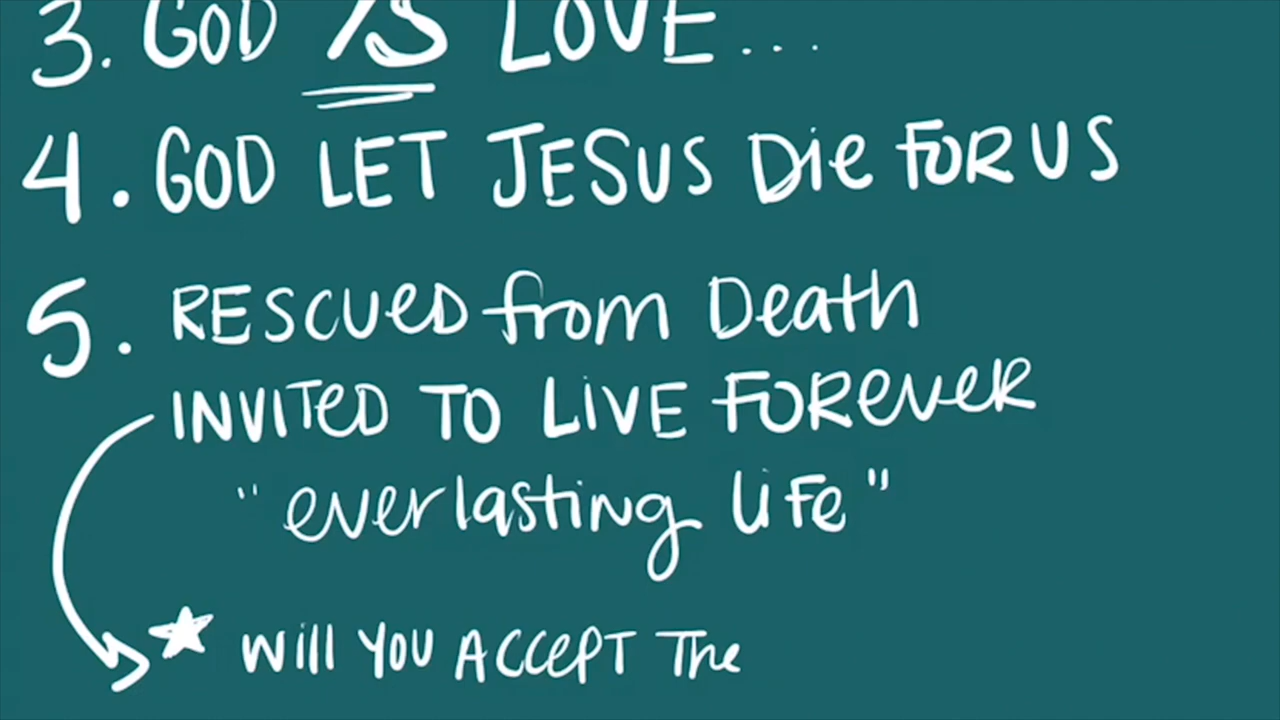 3. GOD IS LOVE...
4. GOD LET JESUS Die FOR US
5. RESCUED from Death
INVITED TO LIVE FOREVER
"everlasting LiFe"
Will YOU ACCEPT The